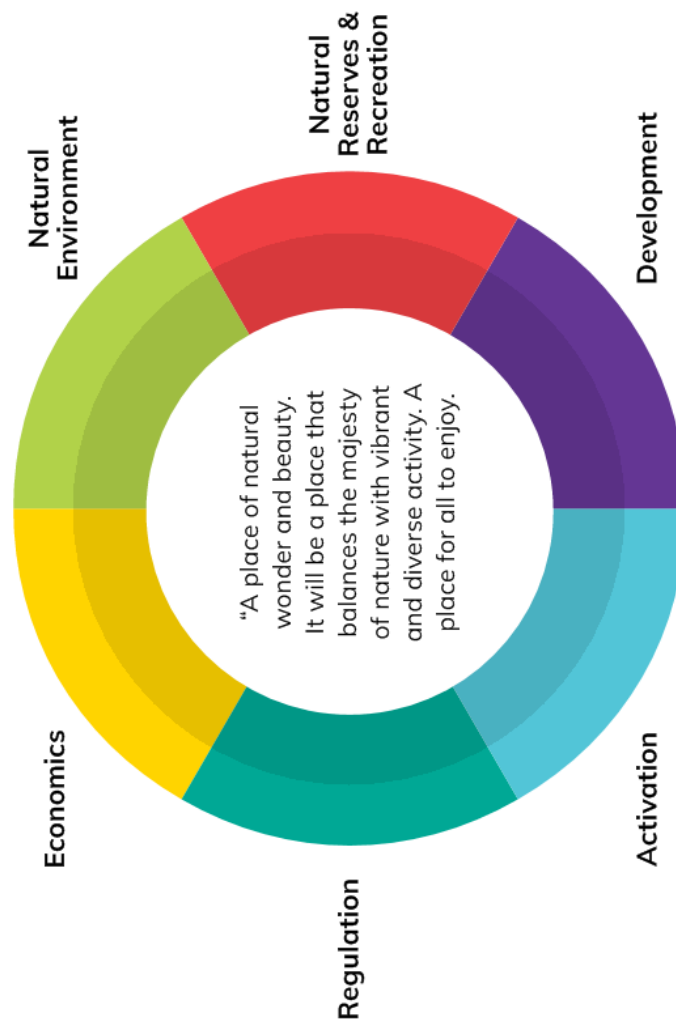 Economics
Natural
Environment
Regulation
“A place of natural
wonder and beauty.
It will be a place that
balances the majesty
of nature with vibrant
and diverse activity. A
place for all to enjoy.
Natural
Reserves &
Recreation
Activation
Development